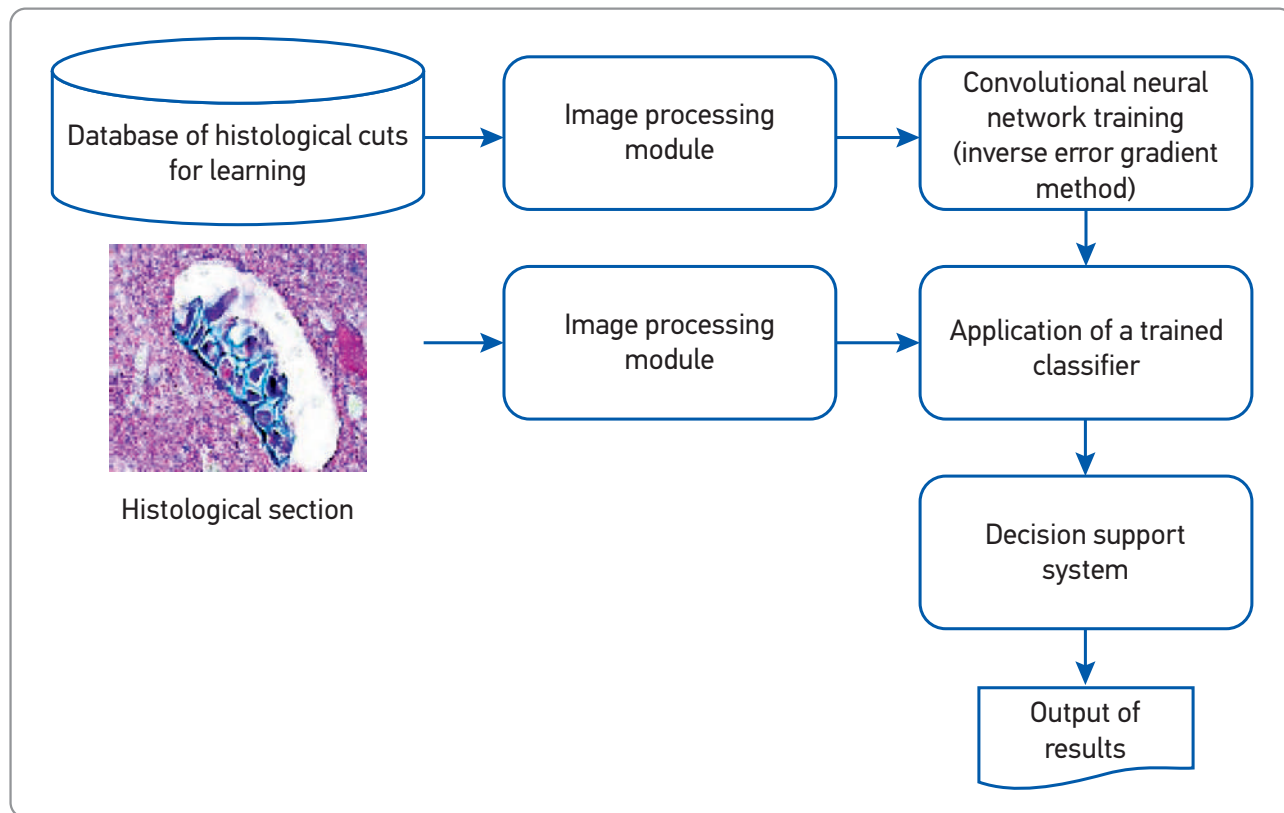 Database of histological cuts
for learning
Image processing
module
Convolutional neural
network training
(inverse error gradient
method)
Histological section
Image processing
module
Application of a trained
classifier
Decision support
system
Output of
results